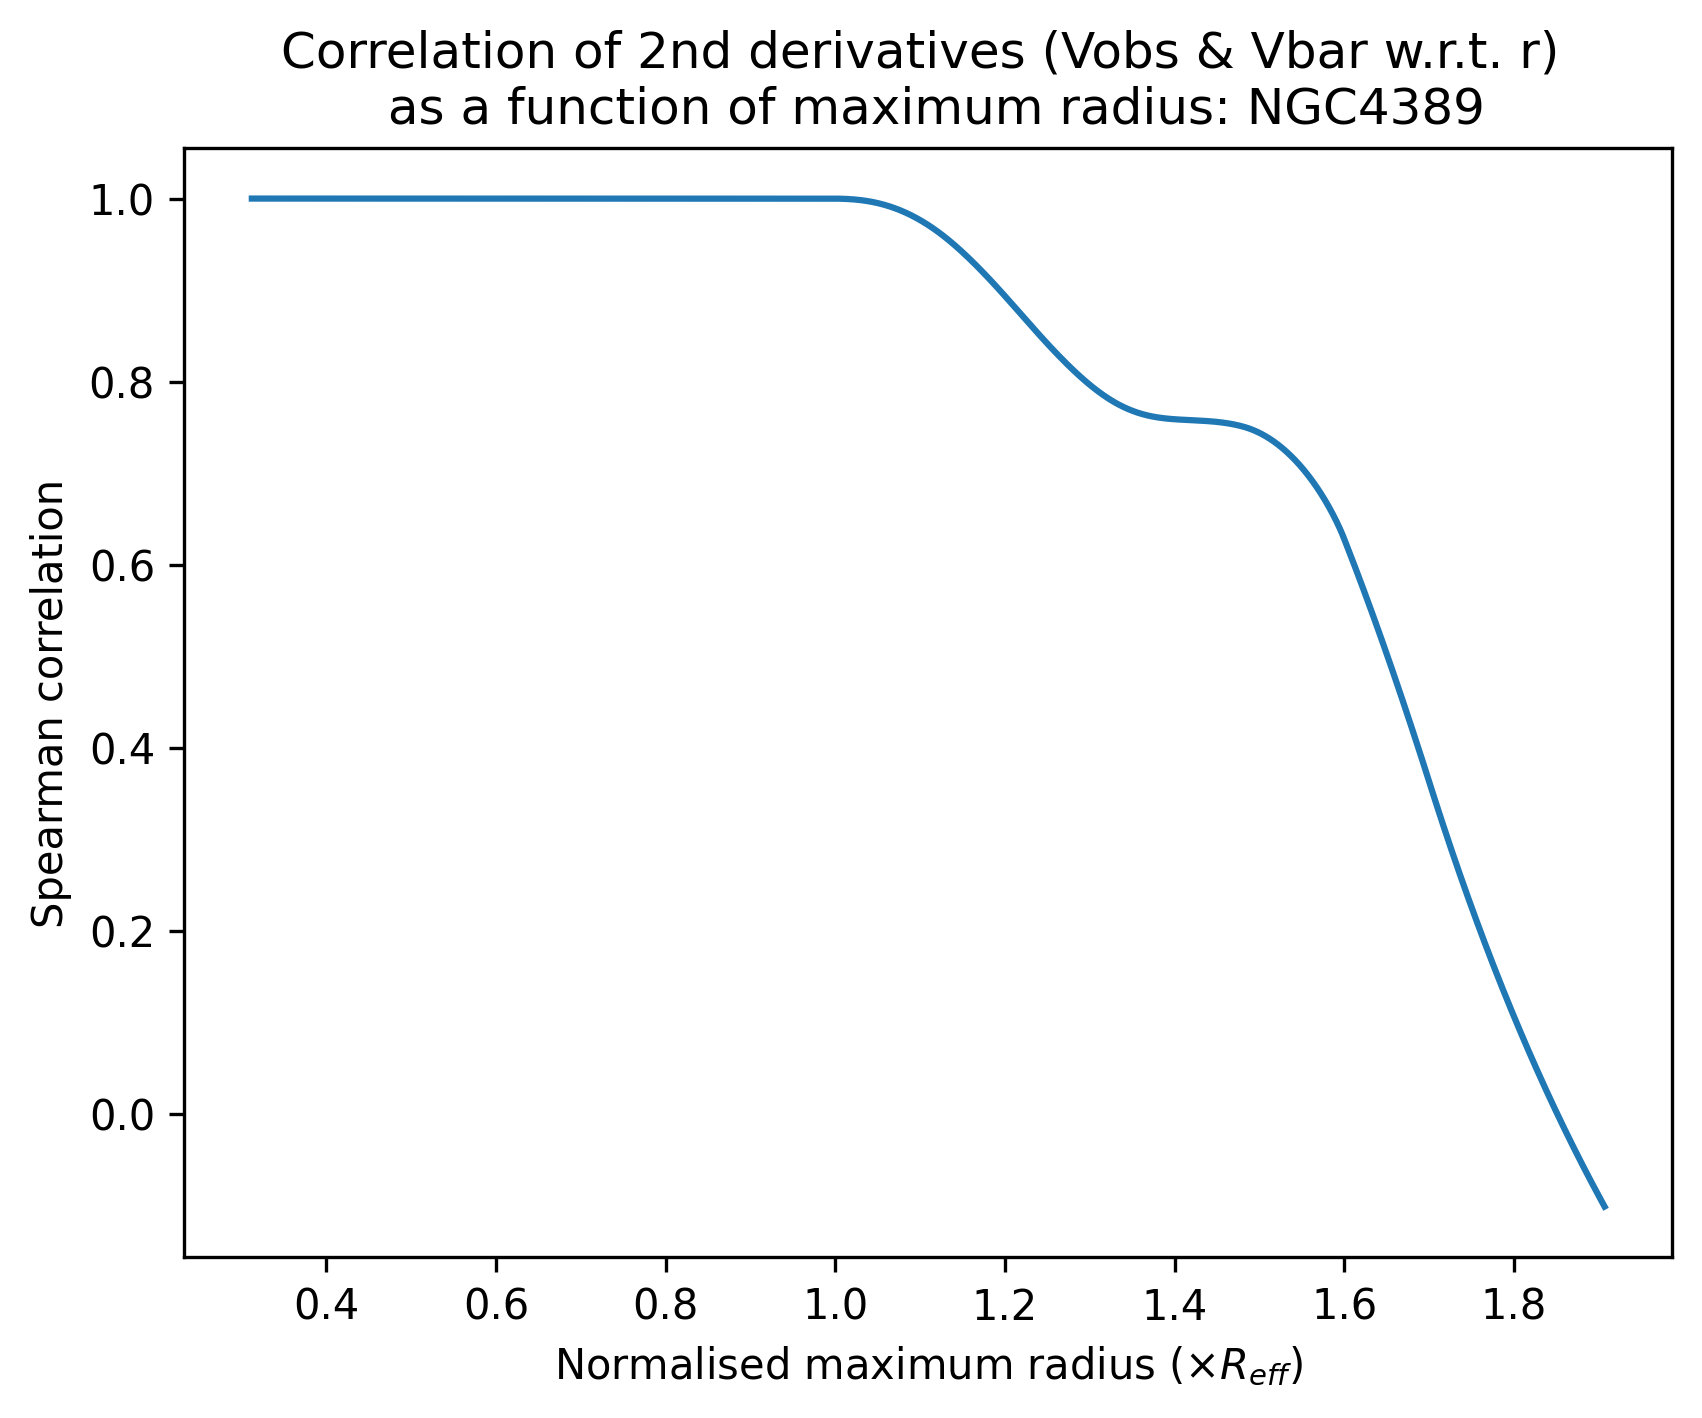 Correlation of 2nd derivatives (Vobs & Vbar w.r.t. r)
as a function of maximum radius: NGC4389
1.0
0.8
0.6
0.4
0.2
0.0
Spearman correlation
0.4 0.6 0.8 1.0 1.2 1.4 1.6 1.8
Normalised maximum radius (×R_eff)